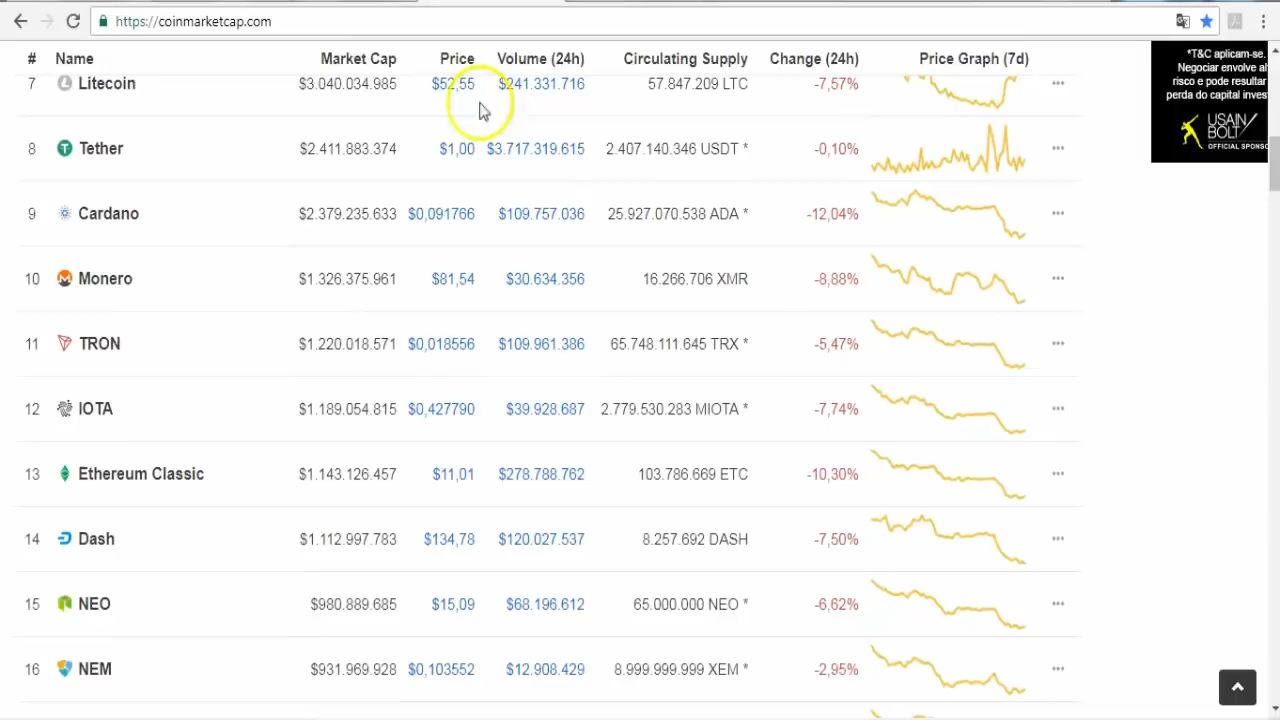 https://coinmarketcap.com
# Name Market Cap Price Volume (24h) Circulating Supply Change (24h) Price Graph (7d)
7 Litecoin $3.040.034.985 $52,55 $241.331.716 57.847.209 LTC -7,57%
8 Tether $2.411.883.374 $1,00 $3.717.319.615 2.407.140.346 USDT * -0,10%
9 Cardano $2.379.235.633 $0,091766 $109.757.036 25.927.070.538 ADA * -12,04%
10 Monero $1.326.375.961 $81,54 $30.634.356 16.266.706 XMR -8,88%
11 TRON $1.220.018.571 $0,018556 $109.961.386 65.748.111.645 TRX * -5,47%
12 IOTA $1.189.054.815 $0,427790 $39.928.687 2.779.530.283 MIOTA * -7,74%
13 Ethereum Classic $1.143.126.457 $11,01 $278.788.762 103.786.669 ETC -10,30%
14 Dash $1.112.997.783 $134,78 $120.027.537 8.257.692 DASH -7,50%
15 NEO $980.889.685 $15,09 $68.196.612 65.000.000 NEO * -6,62%
16 NEM $931.969.928 $0,103552 $12.908.429 8.999.999.999 XEM * -2,95%
*T&C aplicam-se.
Negociar envolve al
risco e pode resultar
perda do capital inves
USAIN
BOLT
OFFICIAL SPONSO